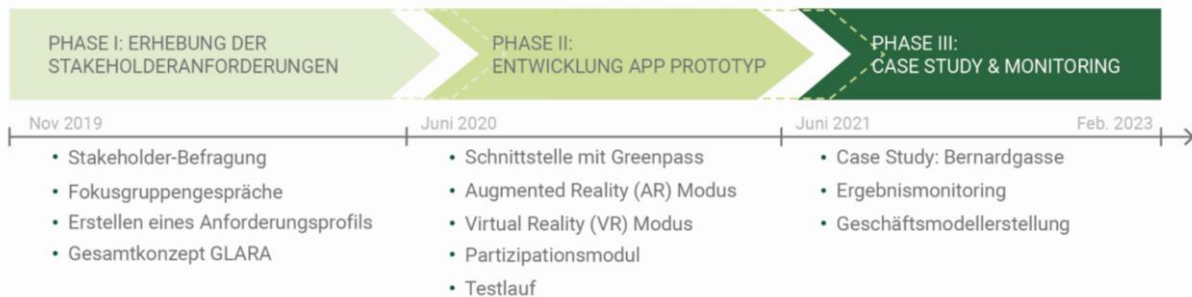 PHASE I: ERHEBUNG DER
STAKEHOLDERANFORDERUNGEN
PHASE II:
ENTWICKLUNG APP PROTOTYP
PHASE III:
CASE STUDY & MONITORING
Nov 2019
Juni 2020
Juni 2021
Feb. 2023
• Stakeholder-Befragung
• Fokusgruppengespräche
• Erstellen eines Anforderungsprofils
• Gesamtkonzept GLARA
• Schnittstelle mit Greenpass
• Augmented Reality (AR) Modus
• Virtual Reality (VR) Modus
• Partizipationsmodul
• Testlauf
• Case Study: Bernardgasse
• Ergebnismonitoring
• Geschäftsmodellerstellung